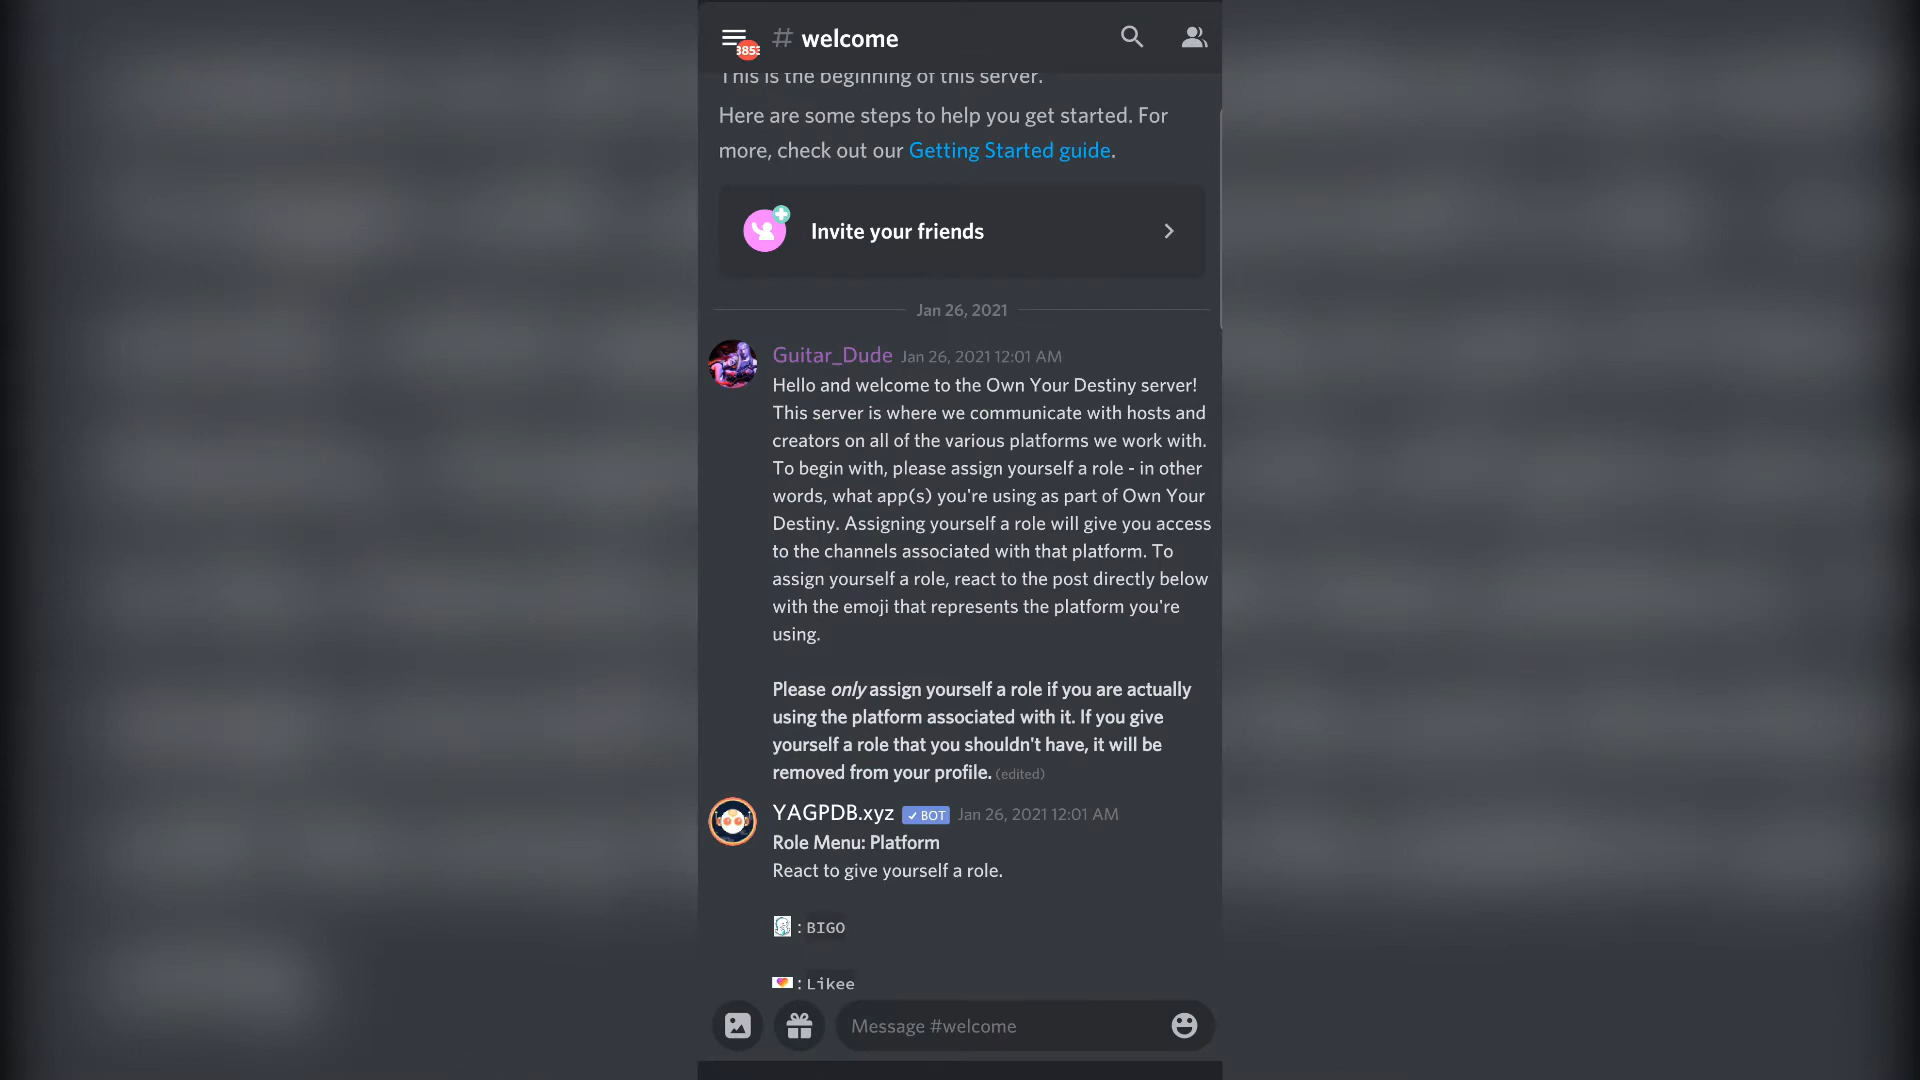 3853
# welcome
This is the beginning of this server.
Here are some steps to help you get started. For
more, check out our Getting Started guide.
Invite your friends
Jan 26, 2021
Guitar_Dude Jan 26, 2021 12:01 AM
Hello and welcome to the Own Your Destiny server!
This server is where we communicate with hosts and
creators on all of the various platforms we work with.
To begin with, please assign yourself a role - in other
words, what app(s) you're using as part of Own Your
Destiny. Assigning yourself a role will give you access
to the channels associated with that platform. To
assign yourself a role, react to the post directly below
with the emoji that represents the platform you're
using.
Please only assign yourself a role if you are actually
using the platform associated with it. If you give
yourself a role that you shouldn't have, it will be
removed from your profile. (edited)
YAGPDB.xyz ✓ BOT Jan 26, 2021 12:01 AM
Role Menu: Platform
React to give yourself a role.
: BIGO
: Likee
Message #welcome